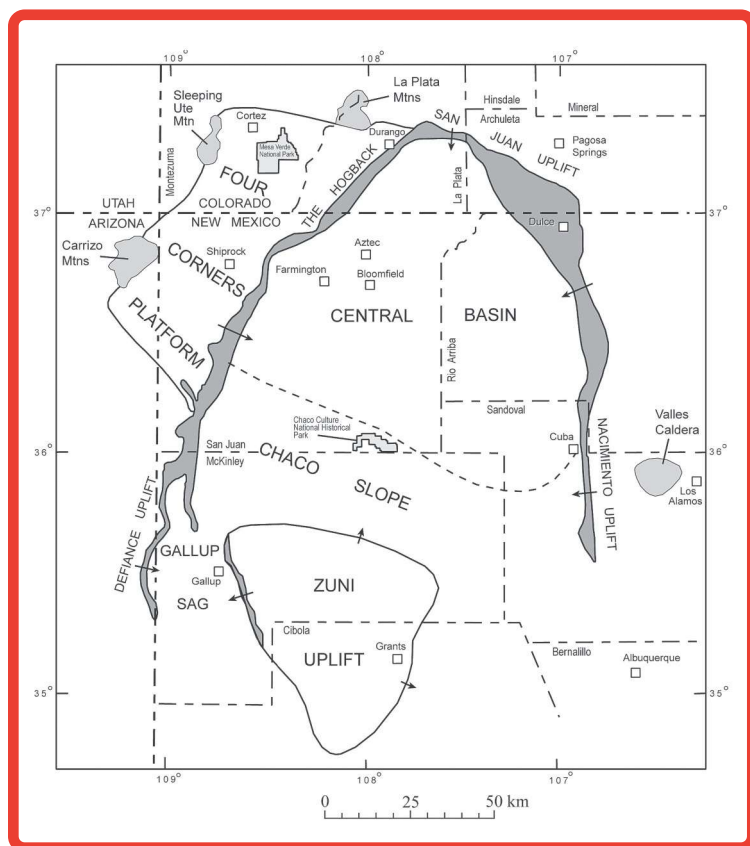 109°
108°
107°
La Plata
Mtns
Sleeping
Ute
Mtn
Cortez
Hinsdale
Archuleta
Mineral
SAN
JUAN
UPLIFT
Durango
Pagosa
Springs
Mesa Verde
National Park
Montezuma
THE HOGBACK
La Plata
FOUR
UTAH
COLORADO
37°
37°
ARIZONA
NEW MEXICO
Dulce
Carrizo
Mtns
Shiprock
Aztec
CORNERS
Farmington
Bloomfield
CENTRAL
BASIN
PLATFORM
Rio Arriba
Sandoval
Valles
Caldera
Chaco Culture
National Historical
Park
Cuba
San Juan
36°
36°
McKinley
CHACO
SLOPE
NACIMIENTO UPLIFT
Los
Alamos
DEFIANCE UPLIFT
GALLUP
Gallup
SAG
ZUNI
Cibola
Grants
UPLIFT
Bernalillo
Albuquerque
35°
35°
109°
108°
107°
0 25 50 km